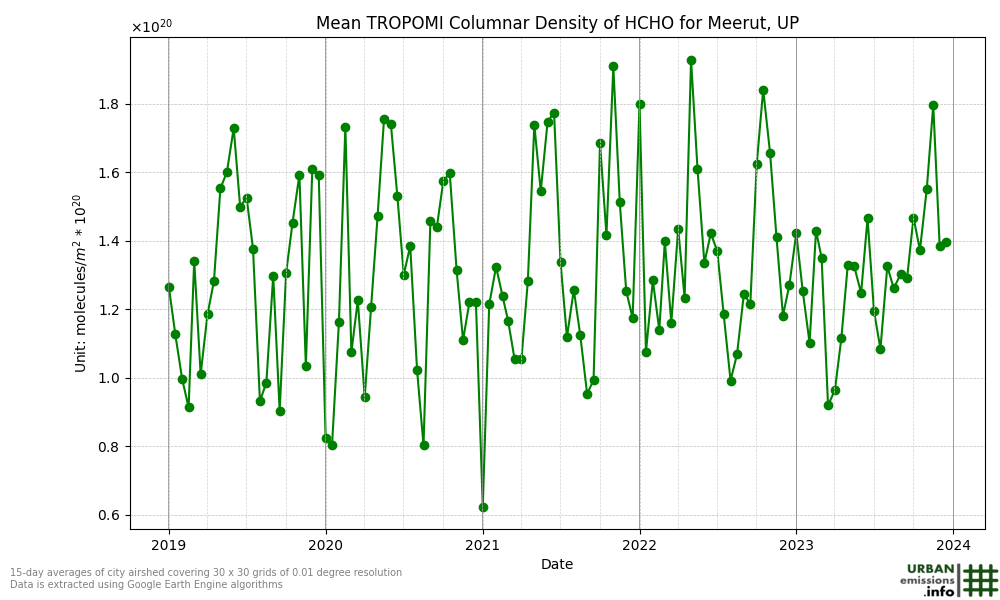 Mean TROPOMI Columnar Density of HCHO for Meerut, UP
×10²⁰
Unit: molecules/m² * 10²⁰
1.8
1.6
1.4
1.2
1.0
0.8
0.6
2019
2020
2021
2022
2023
2024
Date
15-day averages of city airshed covering 30 x 30 grids of 0.01 degree resolution
Data is extracted using Google Earth Engine algorithms
URBAN
emissions
.info